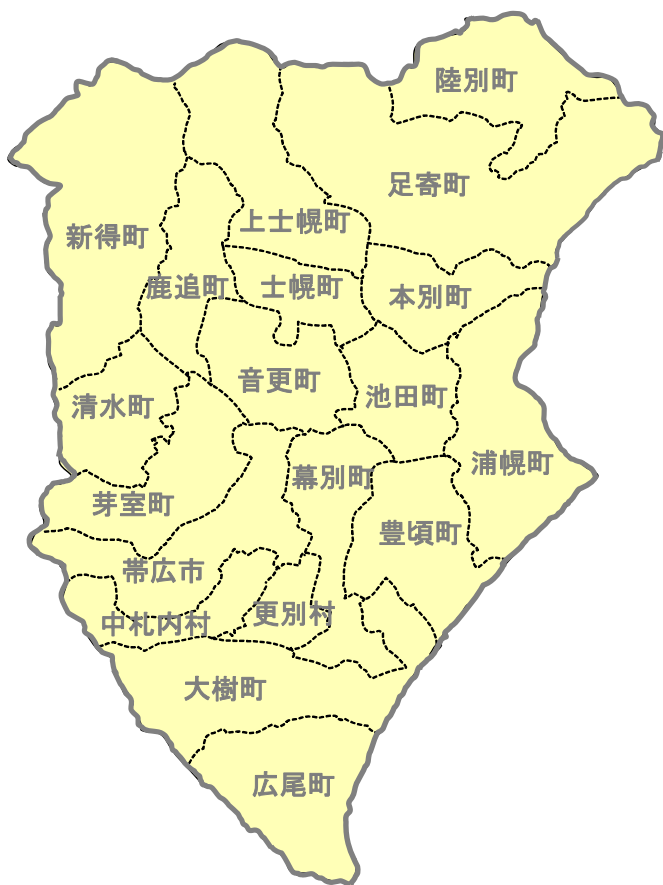 陸別町
足寄町
上士幌町
新得町
鹿追町
士幌町
本別町
音更町
池田町
清水町
浦幌町
幕別町
芽室町
豊頃町
帯広市
更別村
中札内村
大樹町
広尾町